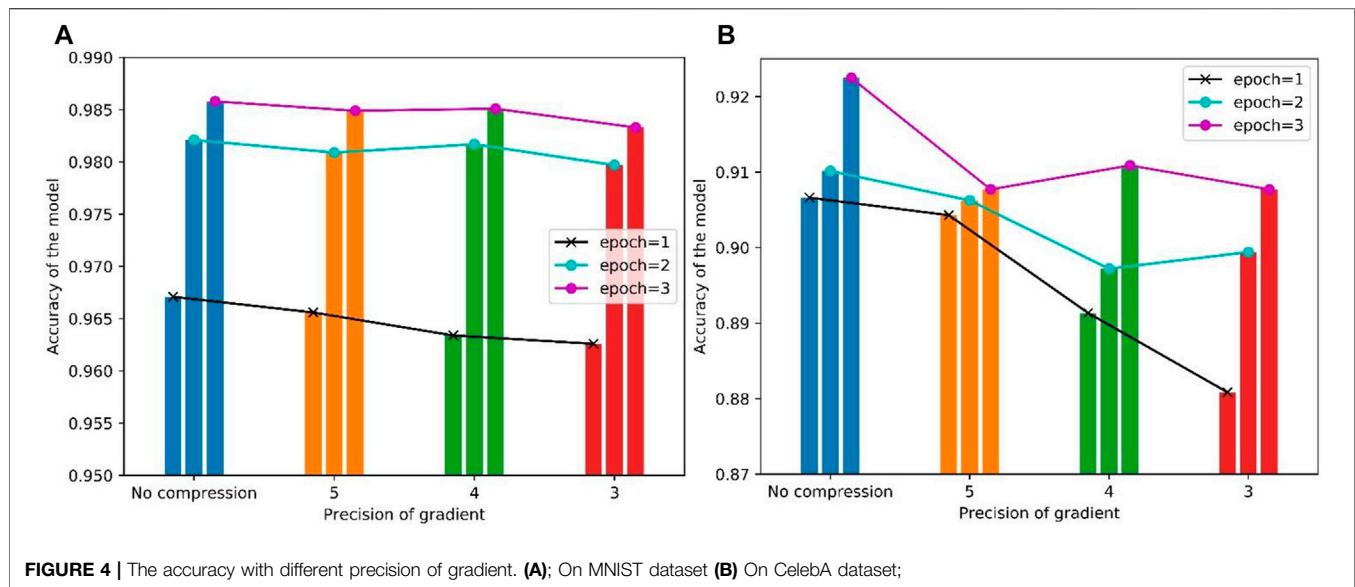 A
0.990
0.985
0.980
0.975
0.970
0.965
0.960
0.955
0.950
Accuracy of the model
epoch=1
epoch=2
epoch=3
No compression
5
4
3
Precision of gradient
B
0.92
0.91
0.90
0.89
0.88
0.87
Accuracy of the model
epoch=1
epoch=2
epoch=3
No compression
5
4
3
Precision of gradient
FIGURE 4 | The accuracy with different precision of gradient. (A); On MNIST dataset (B) On CelebA dataset;